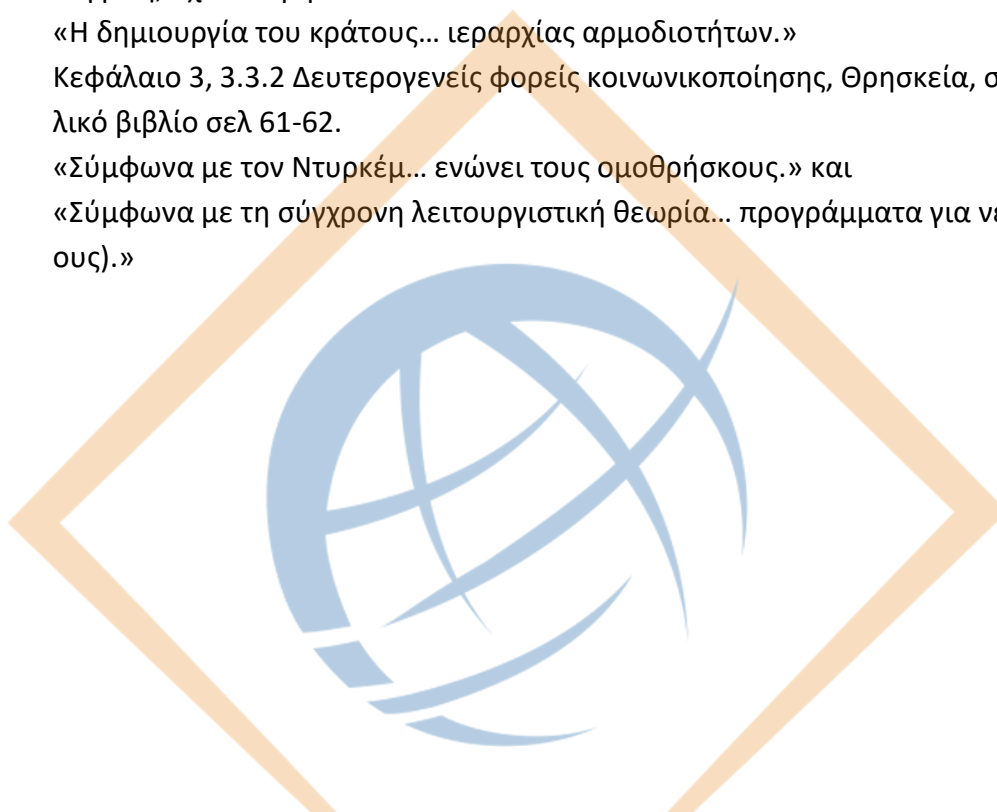 «Η δημιουργία του κράτους... ιεραρχίας αρμοδιοτήτων.»
Κεφάλαιο 3, 3.3.2 Δευτερογενείς φορείς κοινωνικοποίησης, Θρησκεία, σ
λικό βιβλίο σελ 61-62.
«Σύμφωνα με τον Ντυρκέμ... ενώνει τους ομοθρήσκους.» και
«Σύμφωνα με τη σύγχρονη λειτουργιστική θεωρία... προγράμματα για νέ
ους).»